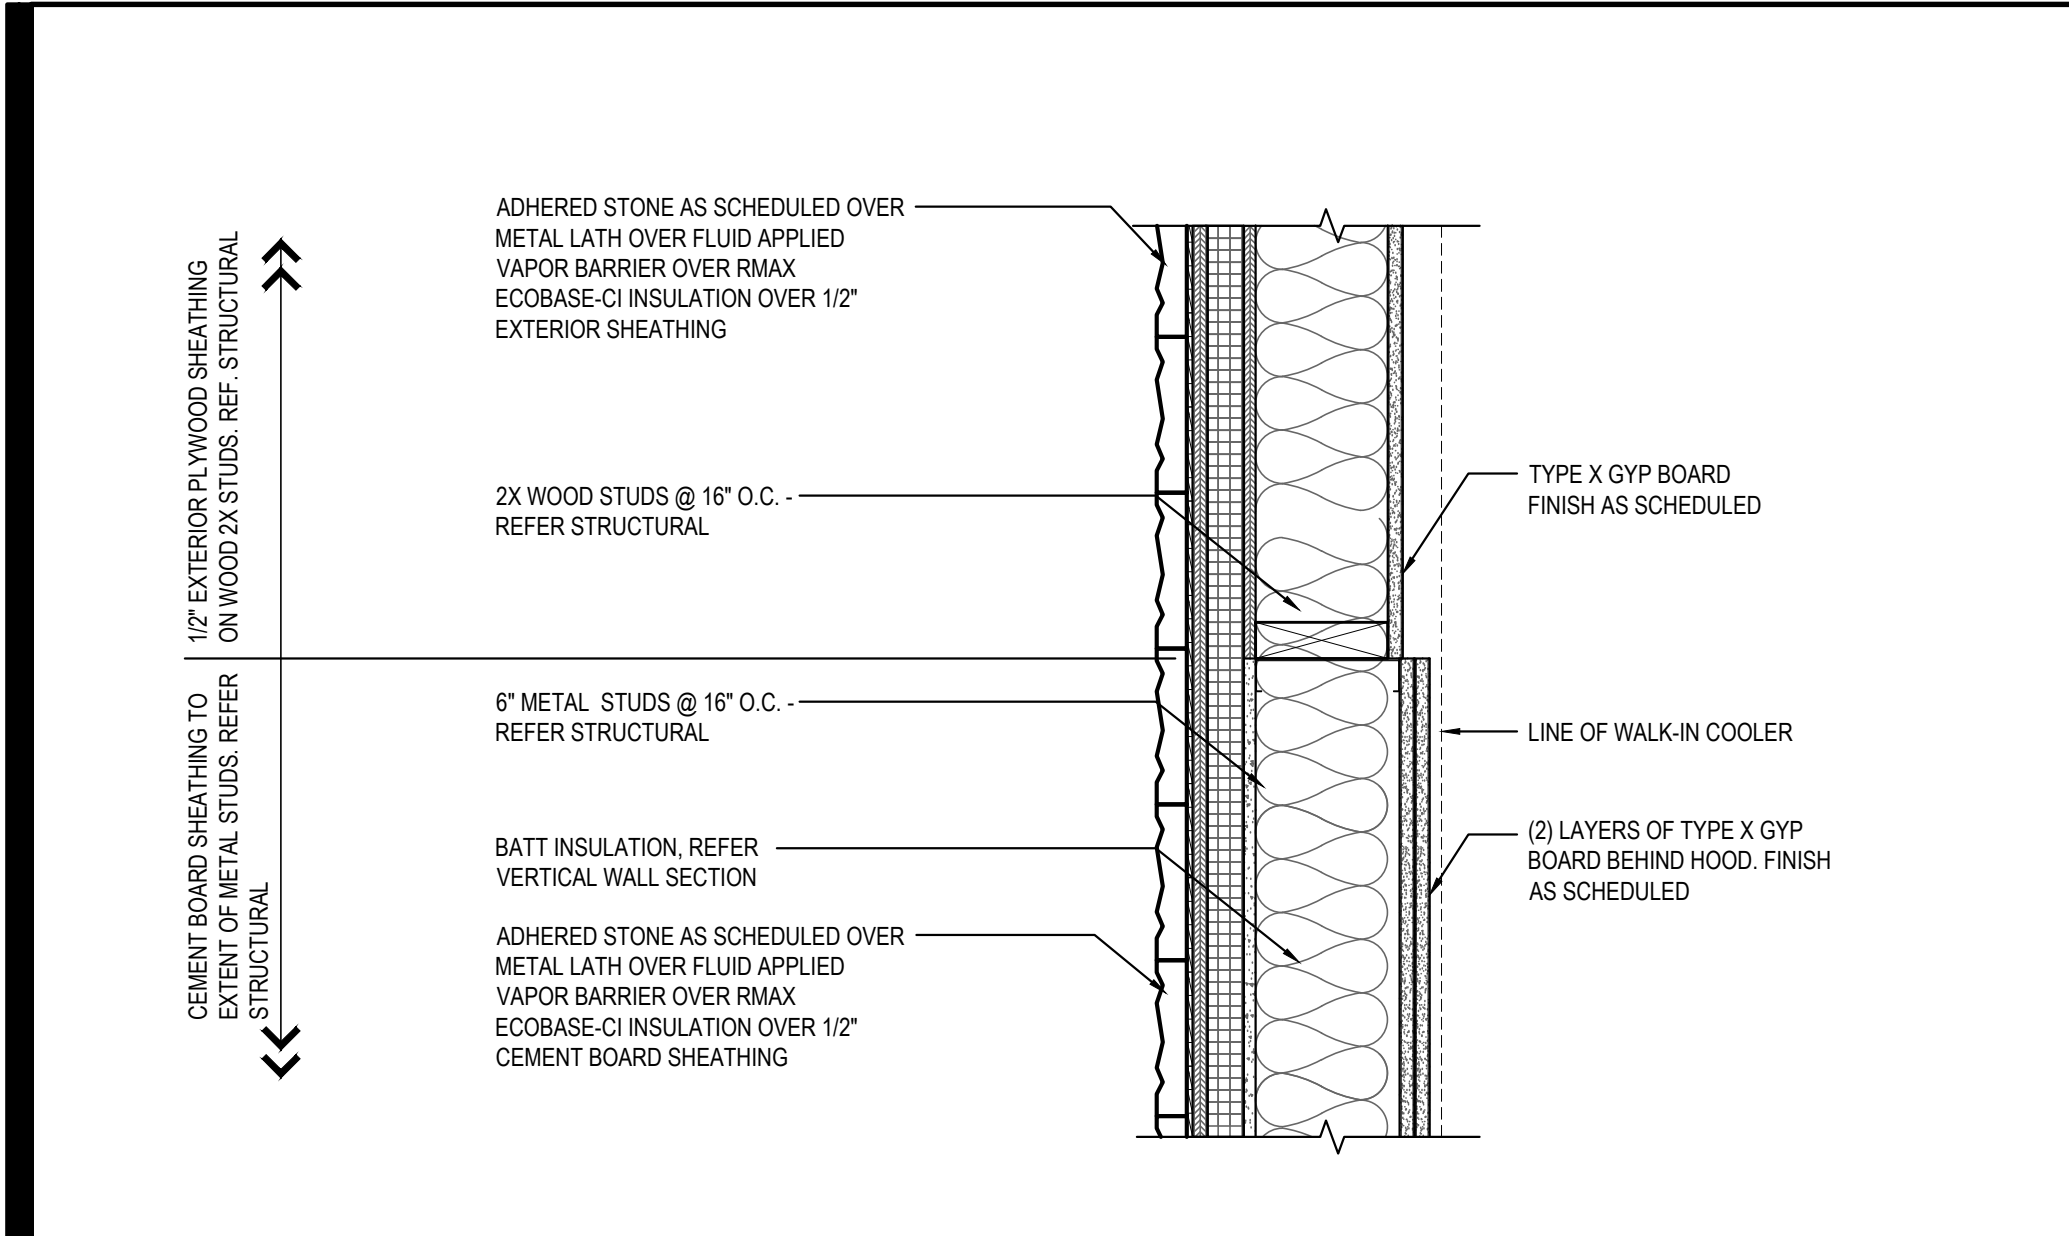 1/2" EXTERIOR PLYWOOD SHEATHING
ON WOOD 2X STUDS. REF. STRUCTURAL
CEMENT BOARD SHEATHING TO
EXTENT OF METAL STUDS. REFER
STRUCTURAL
ADHERED STONE AS SCHEDULED OVER
METAL LATH OVER FLUID APPLIED
VAPOR BARRIER OVER RMAX
ECOBASE-CI INSULATION OVER 1/2"
EXTERIOR SHEATHING
2X WOOD STUDS @ 16" O.C. -
REFER STRUCTURAL
6" METAL  STUDS @ 16" O.C. -
REFER STRUCTURAL
BATT INSULATION, REFER
VERTICAL WALL SECTION
ADHERED STONE AS SCHEDULED OVER
METAL LATH OVER FLUID APPLIED
VAPOR BARRIER OVER RMAX
ECOBASE-CI INSULATION OVER 1/2"
CEMENT BOARD SHEATHING
TYPE X GYP BOARD
FINISH AS SCHEDULED
LINE OF WALK-IN COOLER
(2) LAYERS OF TYPE X GYP
BOARD BEHIND HOOD. FINISH
AS SCHEDULED